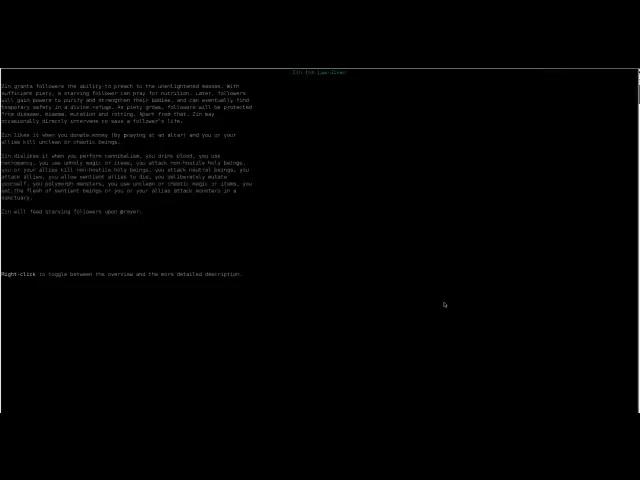 Zin the Law-Giver
Zin grants followers the ability to preach to the unenlightened masses. With
sufficient piety, a starving follower can pray for nutrition. Later, followers
will gain powers to purify and strengthen their bodies, and can eventually find
temporary safety in a divine refuge. As piety grows, followers will be protected
from disease, miasma, mutation and rotting. Apart from that, Zin may
occasionally directly intervene to save a follower's life.
Zin likes it when you donate money (by praying at an altar) and you or your
allies kill unclean or chaotic beings.
Zin dislikes it when you perform cannibalism, you drink blood, you use
necromancy, you use unholy magic or items, you attack non-hostile holy beings,
you or your allies kill non-hostile holy beings, you attack neutral beings, you
attack allies, you allow sentient allies to die, you deliberately mutate
yourself, you polymorph monsters, you use unclean or chaotic magic or items, you
eat the flesh of sentient beings or you or your allies attack monsters in a
sanctuary.
Zin will feed starving followers upon prayer.
Right-click to toggle between the overview and the more detailed description.